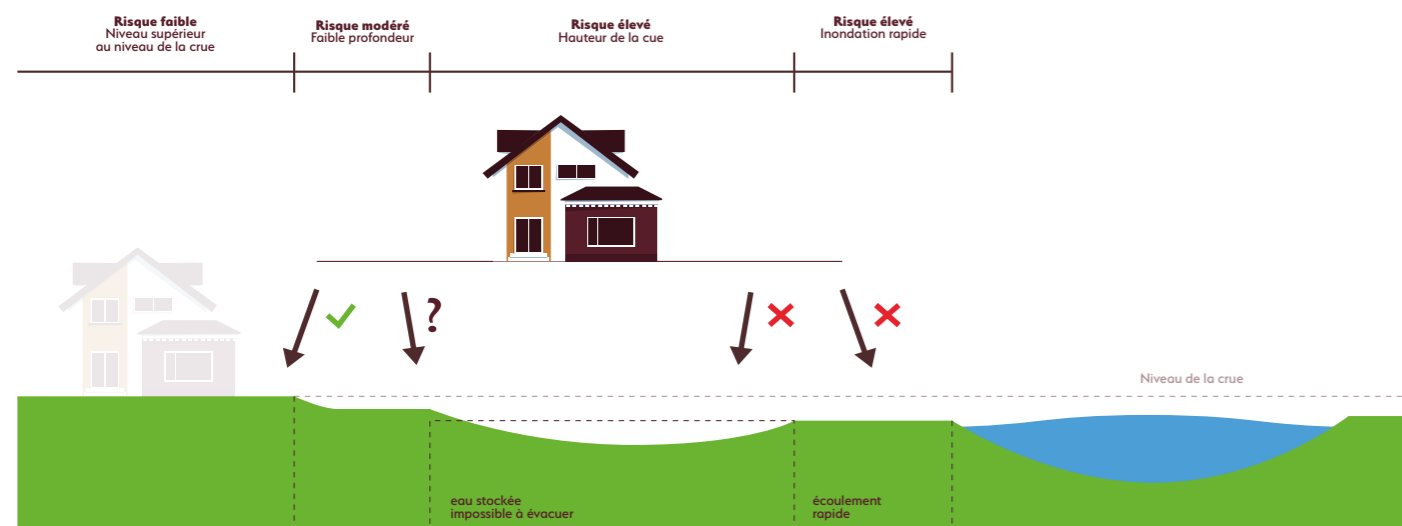 Risque faible
Niveau supérieur
au niveau de la crue
Risque modéré
Faible profondeur
Risque élevé
Hauteur de la cue
Risque élevé
Inondation rapide
?
Niveau de la crue
eau stockée
impossible à évacuer
écoulement
rapide